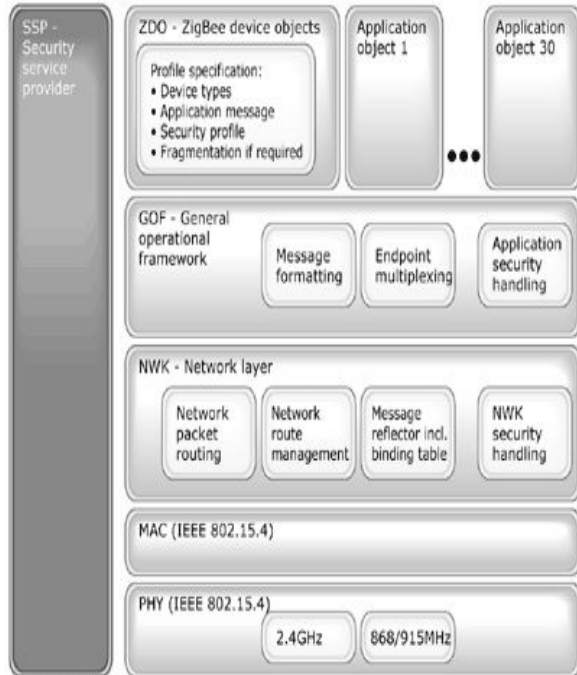 SSP -
Security
service
provider
ZDO - ZigBee device objects
Profile specification:
• Device types
• Application message
• Security profile
• Fragmentation if required
Application
object 1
•••
Application
object 30
GOF - General
operational
framework
Message
formatting
Endpoint
multiplexing
Application
security
handling
NWK - Network layer
Network
packet
routing
Network
route
management
Message
reflector incl.
binding table
NWK
security
handling
MAC (IEEE 802.15.4)
PHY (IEEE 802.15.4)
2.4GHz
868/915MHz